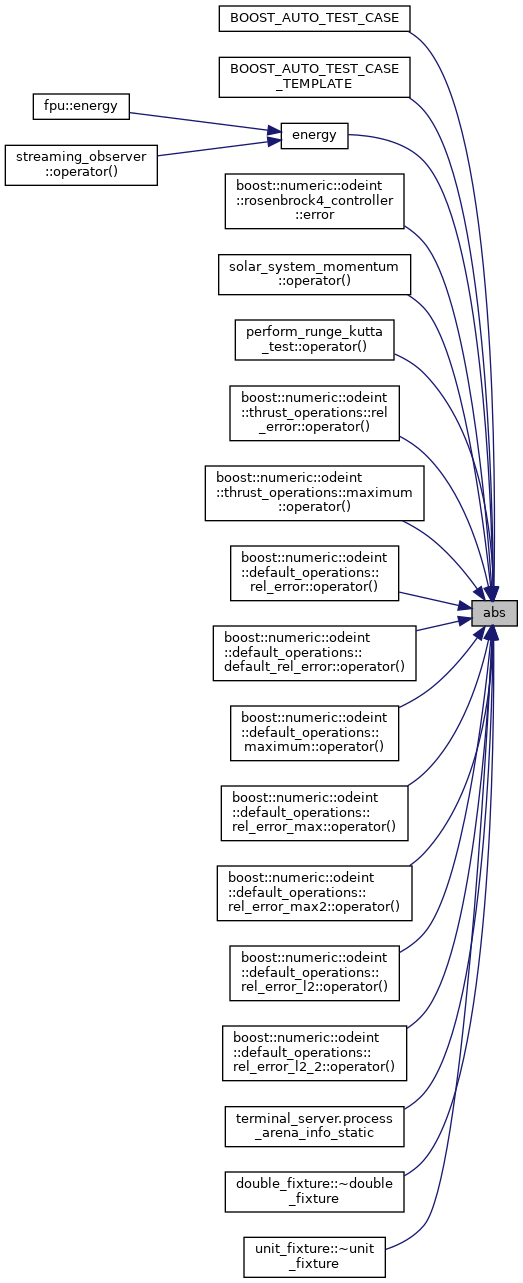 BOOST_AUTO_TEST_CASE
BOOST_AUTO_TEST_CASE
_TEMPLATE
fpu::energy
energy
streaming_observer
::operator()
boost::numeric::odeint
::rosenbrock4_controller
::error
solar_system_momentum
::operator()
perform_runge_kutta
_test::operator()
boost::numeric::odeint
::thrust_operations::rel
_error::operator()
boost::numeric::odeint
::thrust_operations::maximum
::operator()
boost::numeric::odeint
::default_operations::
rel_error::operator()
abs
boost::numeric::odeint
::default_operations::
default_rel_error::operator()
boost::numeric::odeint
::default_operations::
maximum::operator()
boost::numeric::odeint
::default_operations::
rel_error_max::operator()
boost::numeric::odeint
::default_operations::
rel_error_max2::operator()
boost::numeric::odeint
::default_operations::
rel_error_l2::operator()
boost::numeric::odeint
::default_operations::
rel_error_l2_2::operator()
terminal_server.process
_arena_info_static
double_fixture::~double
_fixture
unit_fixture::~unit
_fixture